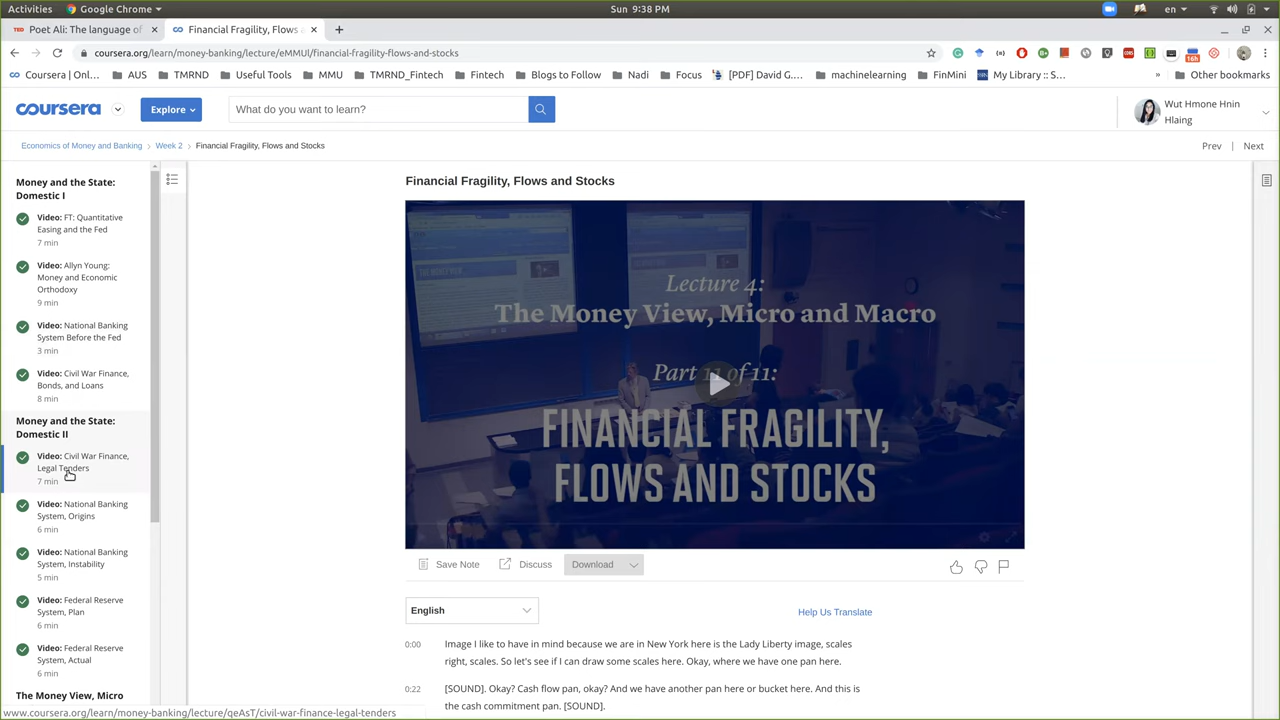 Activities
Google Chrome
Sun 9:38 PM
en
Poet Ali: The language of
Financial Fragility, Flows and S
coursera.org/learn/money-banking/lecture/eMMUl/financial-fragility-flows-and-stocks
16h
Coursera | Onl…
AUS
TMRND
Useful Tools
MMU
TMRND_Fintech
Fintech
Blogs to Follow
Nadi
Focus
[PDF] David G.…
machinelearning
FinMini
My Library :: S…
»
Other bookmarks
coursera
Explore
What do you want to learn?
Wut Hmone Hnin
Hlaing
Economics of Money and Banking
Week 2
Financial Fragility, Flows and Stocks
Prev
Next
Money and the State:
Domestic I
Video: FT: Quantitative
Easing and the Fed
7 min
Video: Allyn Young:
Money and Economic
Orthodoxy
9 min
Video: National Banking
System Before the Fed
3 min
Video: Civil War Finance,
Bonds, and Loans
8 min
Money and the State:
Domestic II
Video: Civil War Finance,
Legal Tenders
7 min
Video: National Banking
System, Origins
6 min
Video: National Banking
System, Instability
5 min
Video: Federal Reserve
System, Plan
6 min
Video: Federal Reserve
System, Actual
6 min
The Money View, Micro
Financial Fragility, Flows and Stocks
Lecture 4:
The Money View, Micro and Macro
Part 11 of 11:
FINANCIAL FRAGILITY,
FLOWS AND STOCKS
Save Note
Discuss
Download
English
Help Us Translate
0:00
Image I like to have in mind because we are in New York here is the Lady Liberty image, scales
right, scales. So let's see if I can draw some scales here. Okay, where we have one pan here.
0:22
[SOUND]. Okay? Cash flow pan, okay? And we have another pan here or bucket here. And this is
the cash commitment pan. [SOUND].
www.coursera.org/learn/money-banking/lecture/qeAsT/civil-war-finance-legal-tenders